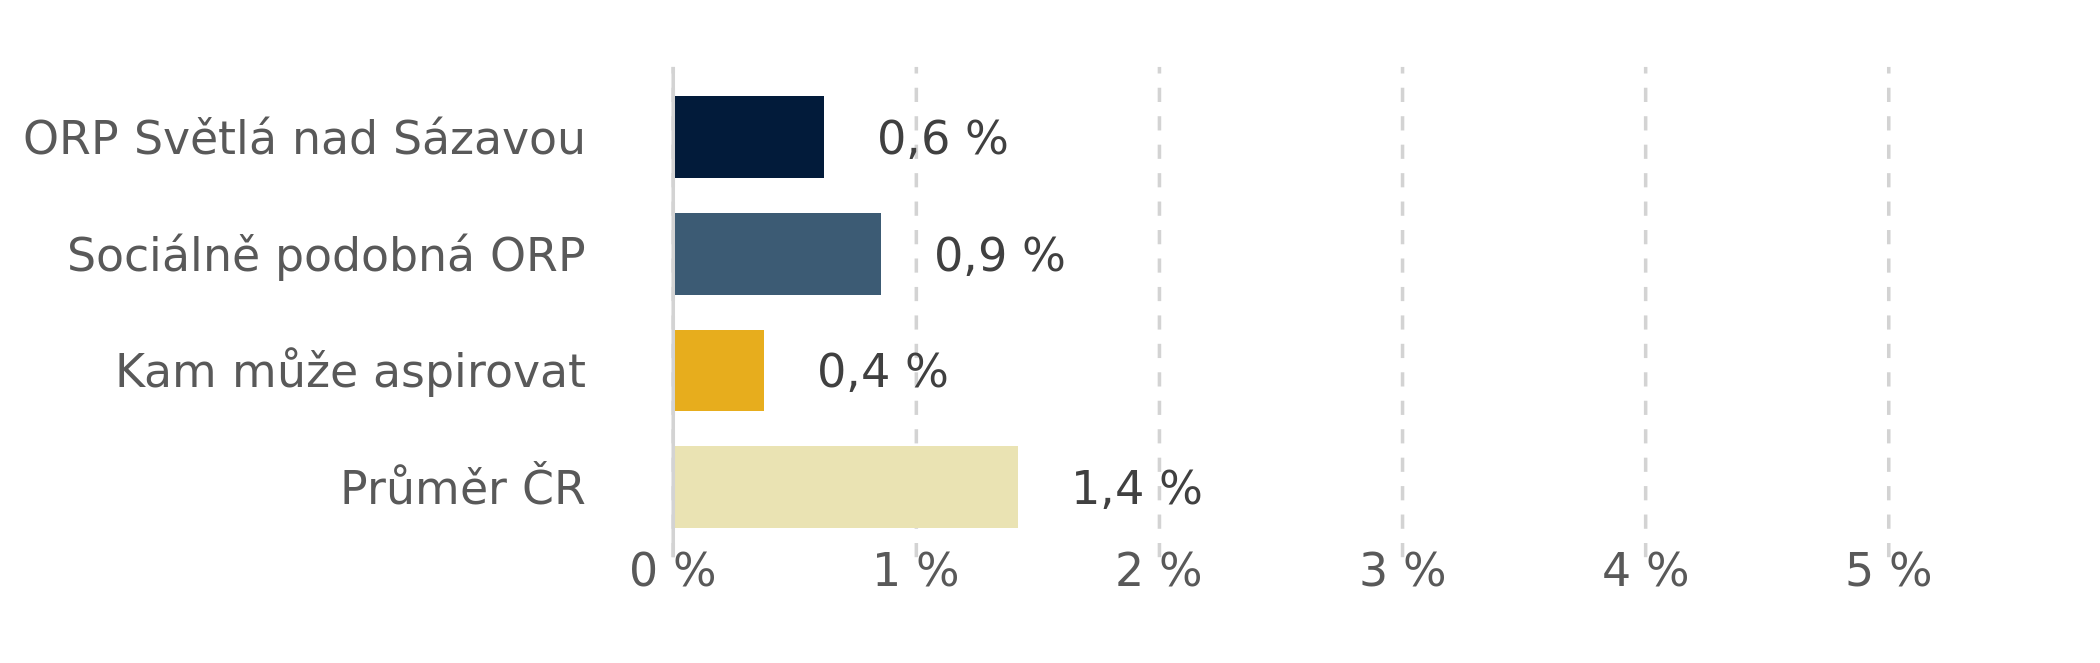 ORP Světlá nad Sázavou 0,6 %
Sociálně podobná ORP 0,9 %
Kam může aspirovat 0,4 %
Průměr ČR 1,4 %
0 % 1 % 2 % 3 % 4 % 5 %